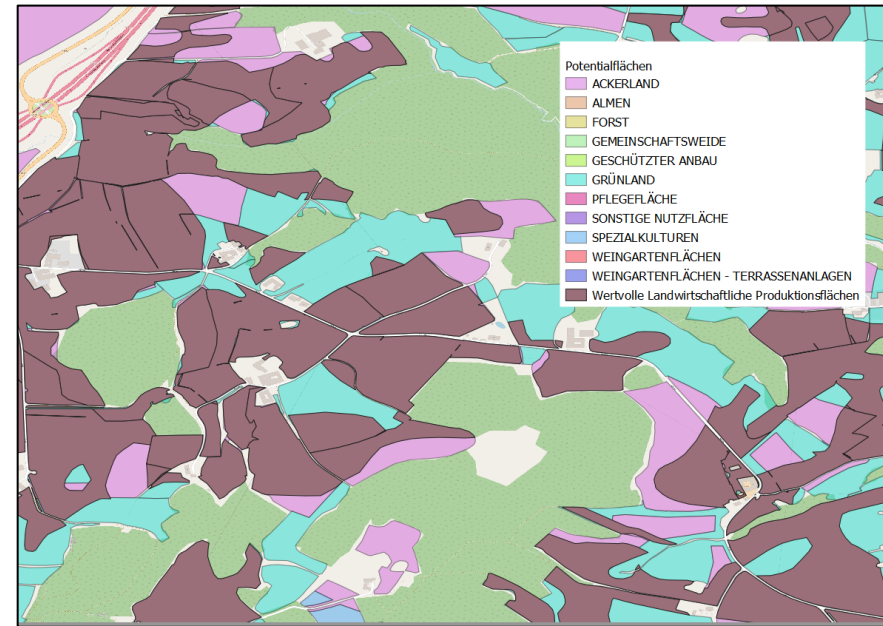 Potentialflächen
ACKERLAND
ALMEN
FORST
GEMEINSCHAFTSWEIDE
GESCHÜTZTER ANBAU
GRÜNLAND
PFLEGEFLÄCHE
SONSTIGE NUTZFLÄCHE
SPEZIALKULTUREN
WEINGARTENFLÄCHEN
WEINGARTENFLÄCHEN - TERRASSENANLAGEN
Wertvolle Landwirtschaftliche Produktionsflächen